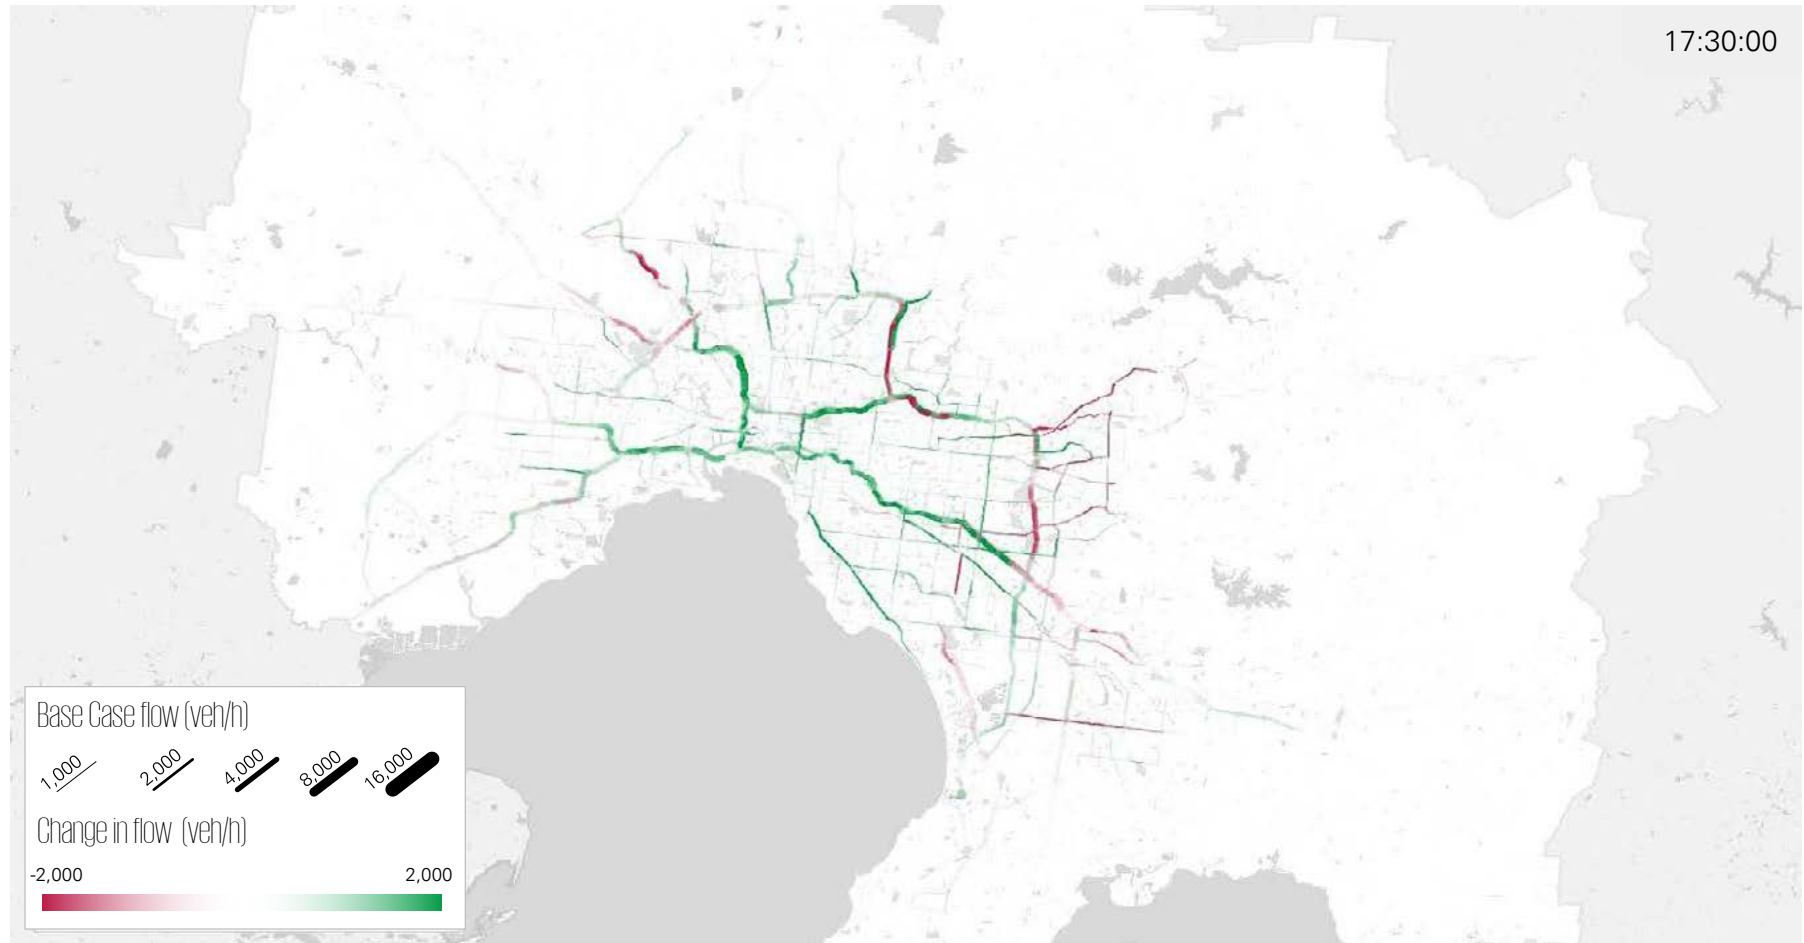 17:30:00
Base Case flow (veh/h)
1,000 2,000 4,000 8,000 16,000
Change in flow (veh/h)
-2,000 2,000